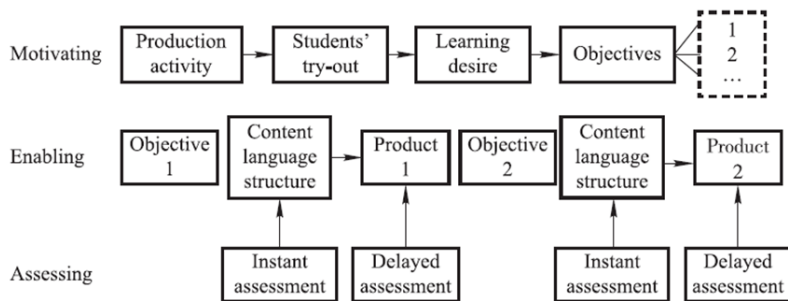 Motivating
Production
activity
Students'
try-out
Learning
desire
Objectives
1
2
...
Enabling
Objective
1
Content
language
structure
Product
1
Objective
2
Content
language
structure
Product
2
Assessing
Instant
assessment
Delayed
assessment
Instant
assessment
Delayed
assessment